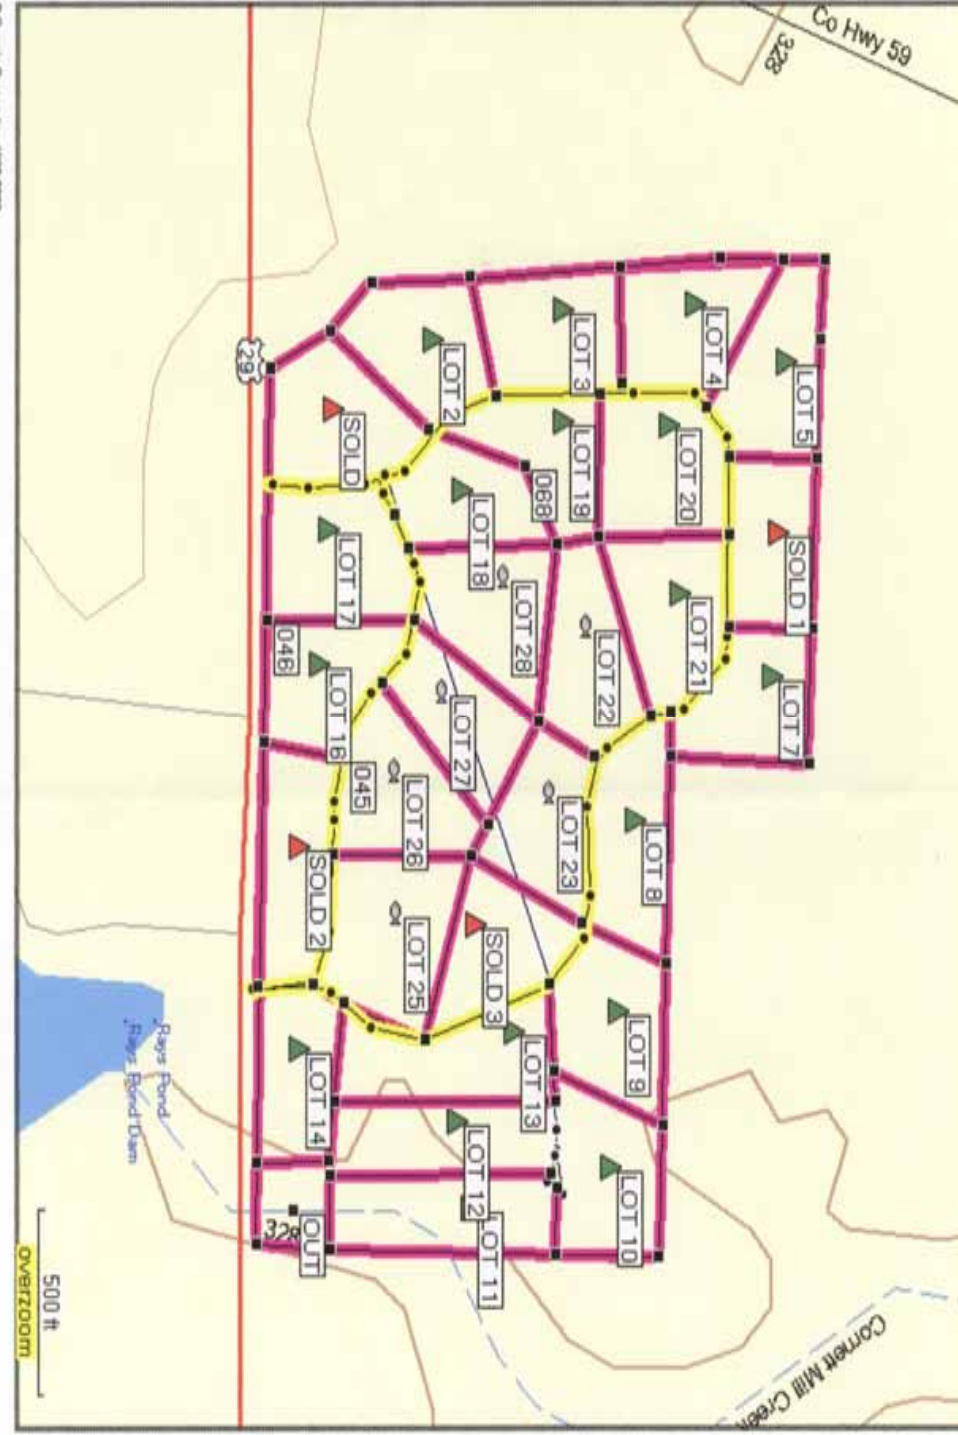 Co Hwy 59
328
LOT 5
LOT 4
LOT 3
LOT 2
SOLD
29
SOLD 1
LOT 20
LOT 19
068
LOT 18
LOT 17
LOT 7
LOT 21
LOT 22
LOT 28
LOT 27
046
LOT 16
045
LOT 8
LOT 23
LOT 26
SOLD 2
LOT 9
SOLD 3
LOT 25
LOT 13
LOT 14
LOT 10
LOT 12
LOT 11
OUT
328
Rays Pond
Rays Pond Dam
Cornett Mill Creek
500 ft
overzoom